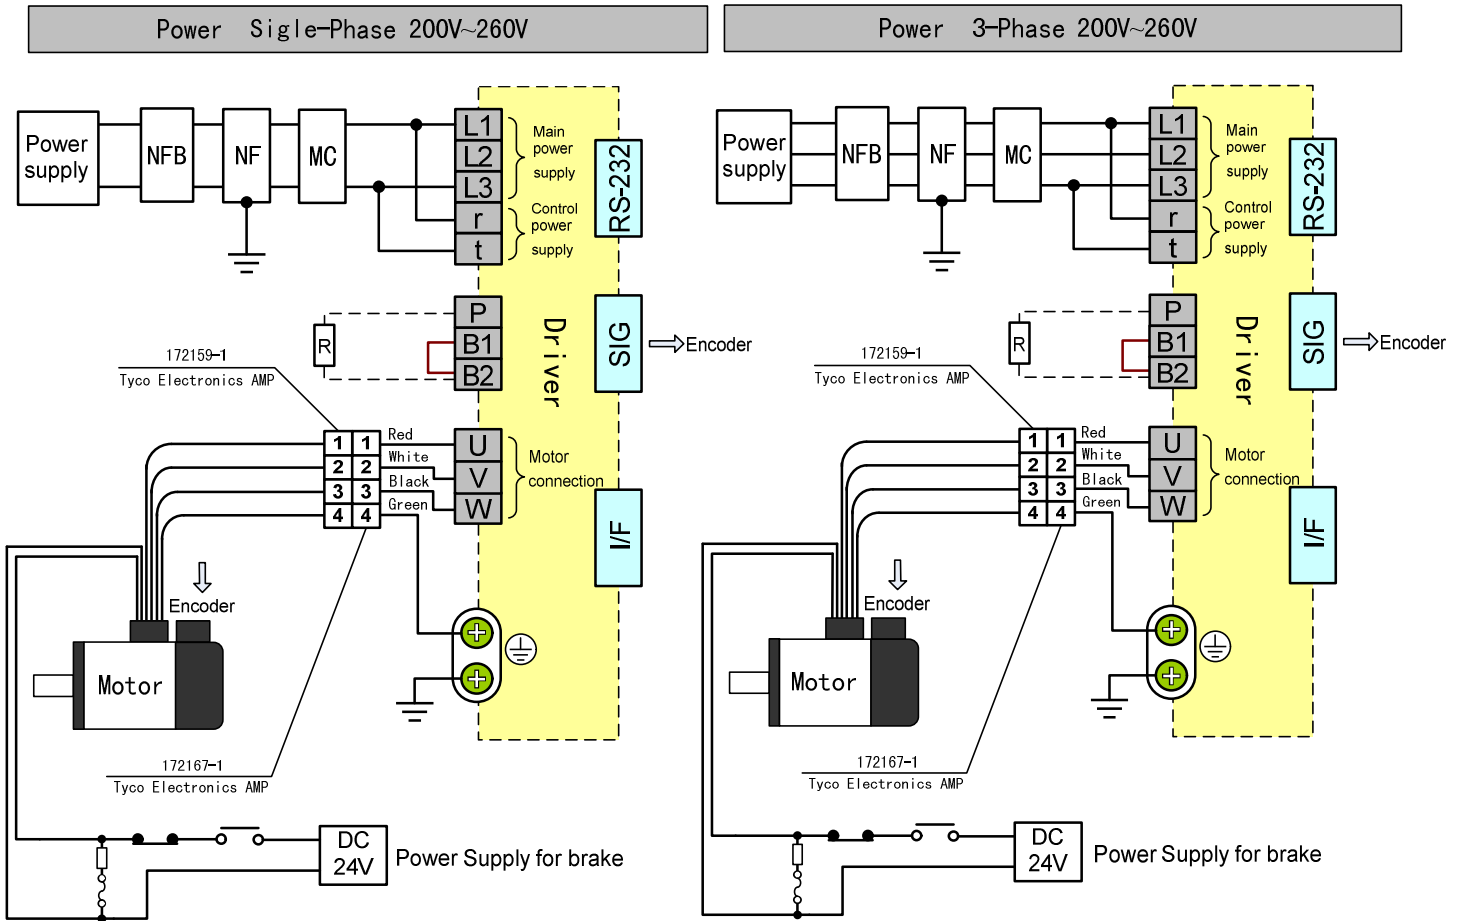 Power Sigle-Phase 200V~260V
Power supply
NFB
NF
MC
L1
L2
L3
r
t
Main
power
supply
Control
power
supply
RS-232
P
B1
B2
R
172159-1
Tyco Electronics AMP
Driver
SIG
Encoder
1 1 Red
2 2 White
3 3 Black
4 4 Green
U
V
W
Motor
connection
I/F
Encoder
Motor
172167-1
Tyco Electronics AMP
DC
24V
Power Supply for brake
Power 3-Phase 200V~260V
Power
supply
NFB
NF
MC
L1
L2
L3
r
t
Main
power
supply
Control
power
supply
RS-232
P
B1
B2
R
172159-1
Tyco Electronics AMP
Driver
SIG
Encoder
1 1 Red
2 2 White
3 3 Black
4 4 Green
U
V
W
Motor
connection
I/F
Encoder
Motor
172167-1
Tyco Electronics AMP
DC
24V
Power Supply for brake